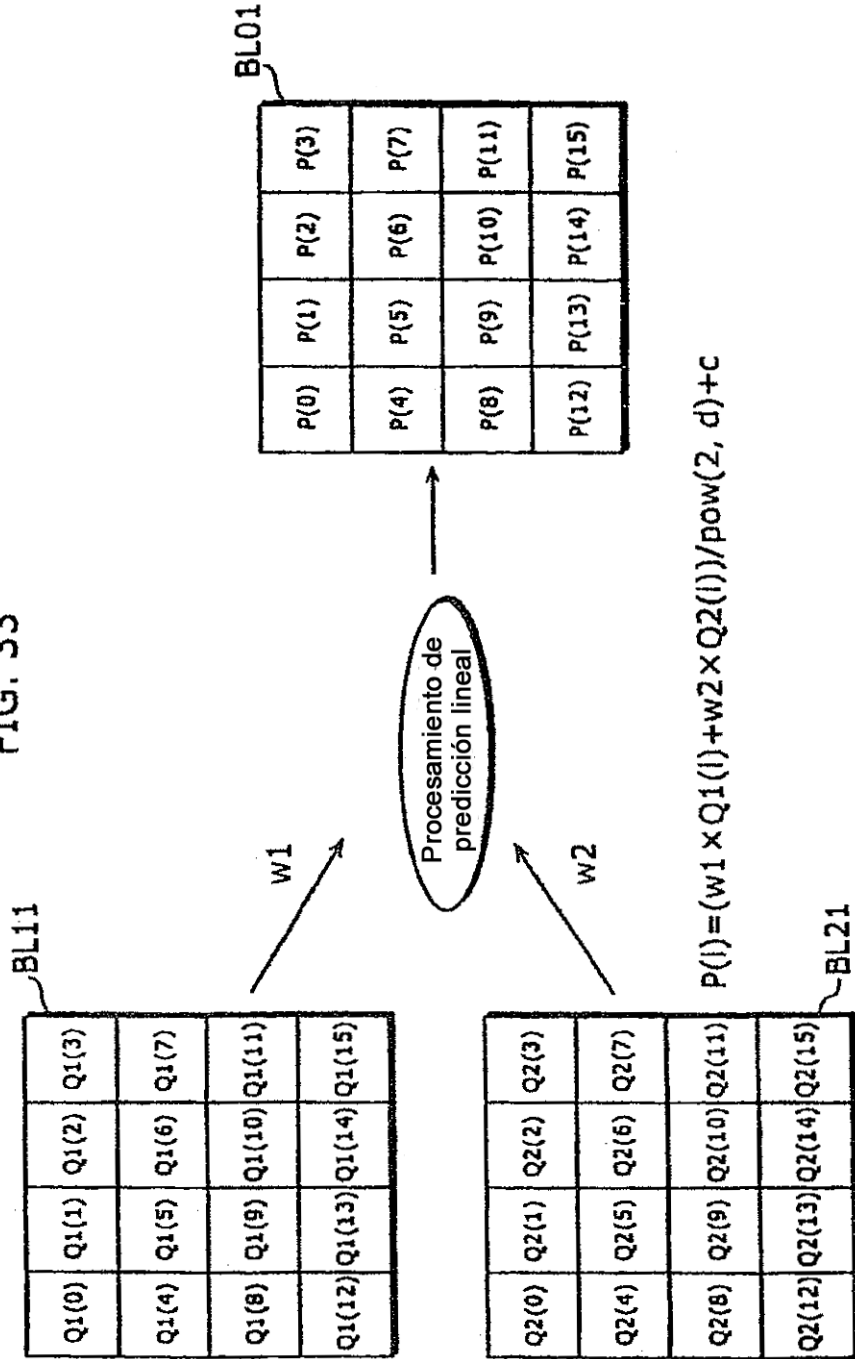 FIG. 33
BL11
Q1(0) Q1(1) Q1(2) Q1(3)
Q1(4) Q1(5) Q1(6) Q1(7)
Q1(8) Q1(9) Q1(10) Q1(11)
Q1(12) Q1(13) Q1(14) Q1(15)
w1
BL21
Q2(0) Q2(1) Q2(2) Q2(3)
Q2(4) Q2(5) Q2(6) Q2(7)
Q2(8) Q2(9) Q2(10) Q2(11)
Q2(12) Q2(13) Q2(14) Q2(15)
w2
Procesamiento de
predicción lineal
BL01
P(0) P(1) P(2) P(3)
P(4) P(5) P(6) P(7)
P(8) P(9) P(10) P(11)
P(12) P(13) P(14) P(15)
P(i)=(w1×Q1(i)+w2×Q2(i))/pow(2, d)+c